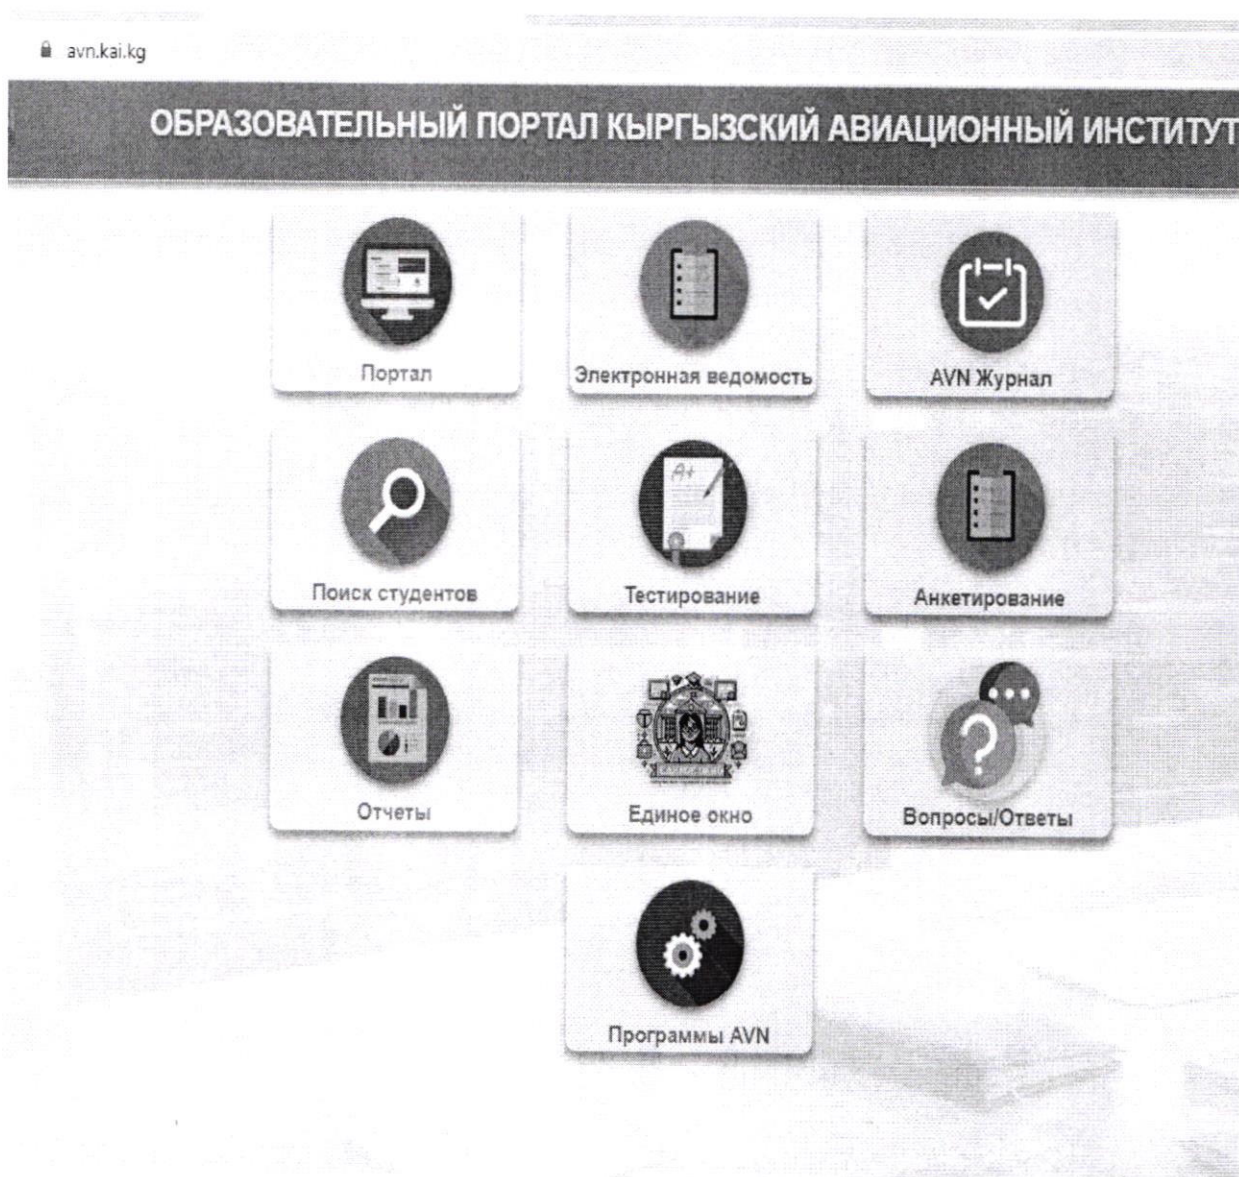 avn.kai.kg
ОБРАЗОВАТЕЛЬНЫЙ ПОРТАЛ КЫРГЫЗСКИЙ АВИАЦИОННЫЙ ИНСТИТУТ
Портал
Электронная ведомость
AVN Журнал
A+
Поиск студентов
Тестирование
Анкетирование
Отчеты
Единое окно
Вопросы/Ответы
Программы AVN